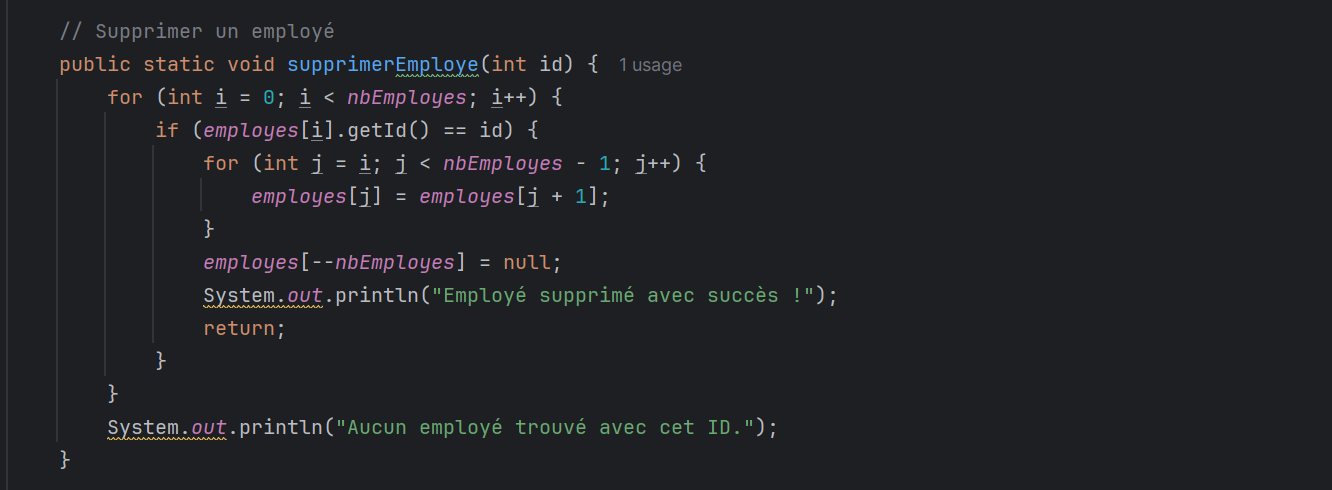 // Supprimer un employé
public static void supprimerEmploye(int id) { 1 usage
for (int i = 0; i < nbEmployes; i++) {
if (employes[i].getId() == id) {
for (int j = i; j < nbEmployes - 1; j++) {
employes[j] = employes[j + 1];
}
employes[--nbEmployes] = null;
System.out.println("Employé supprimé avec succès !");
return;
}
}
System.out.println("Aucun employé trouvé avec cet ID.");
}